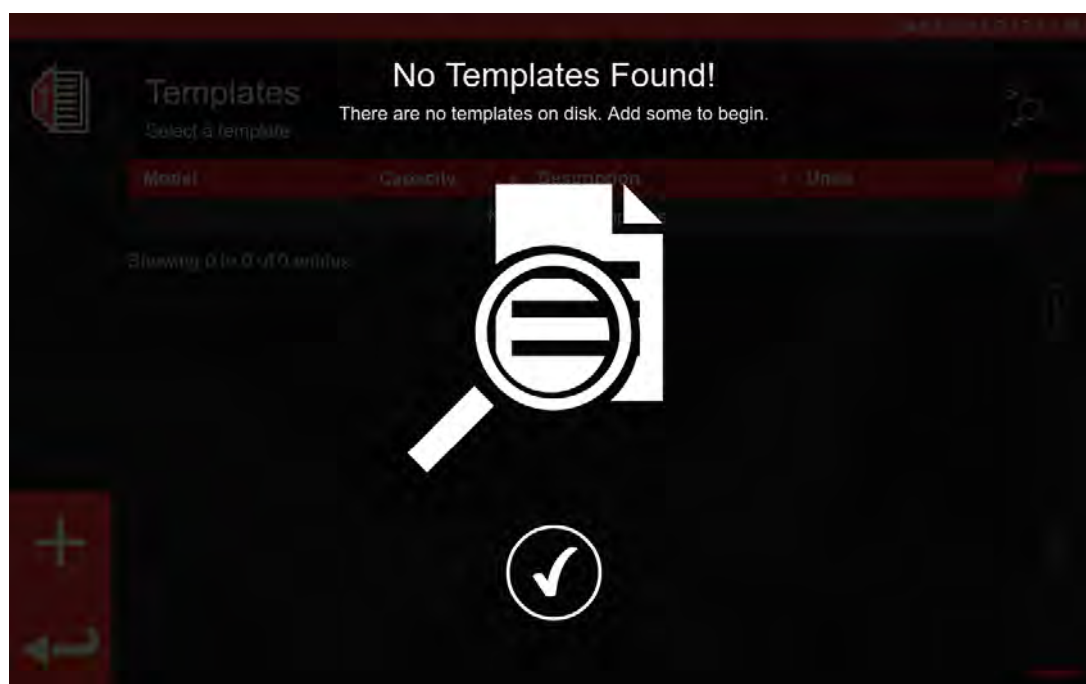 No Templates Found!
There are no templates on disk. Add some to begin.
Templates
Select a template
Model Capacity Description Units
Showing 0 to 0 of 0 entries